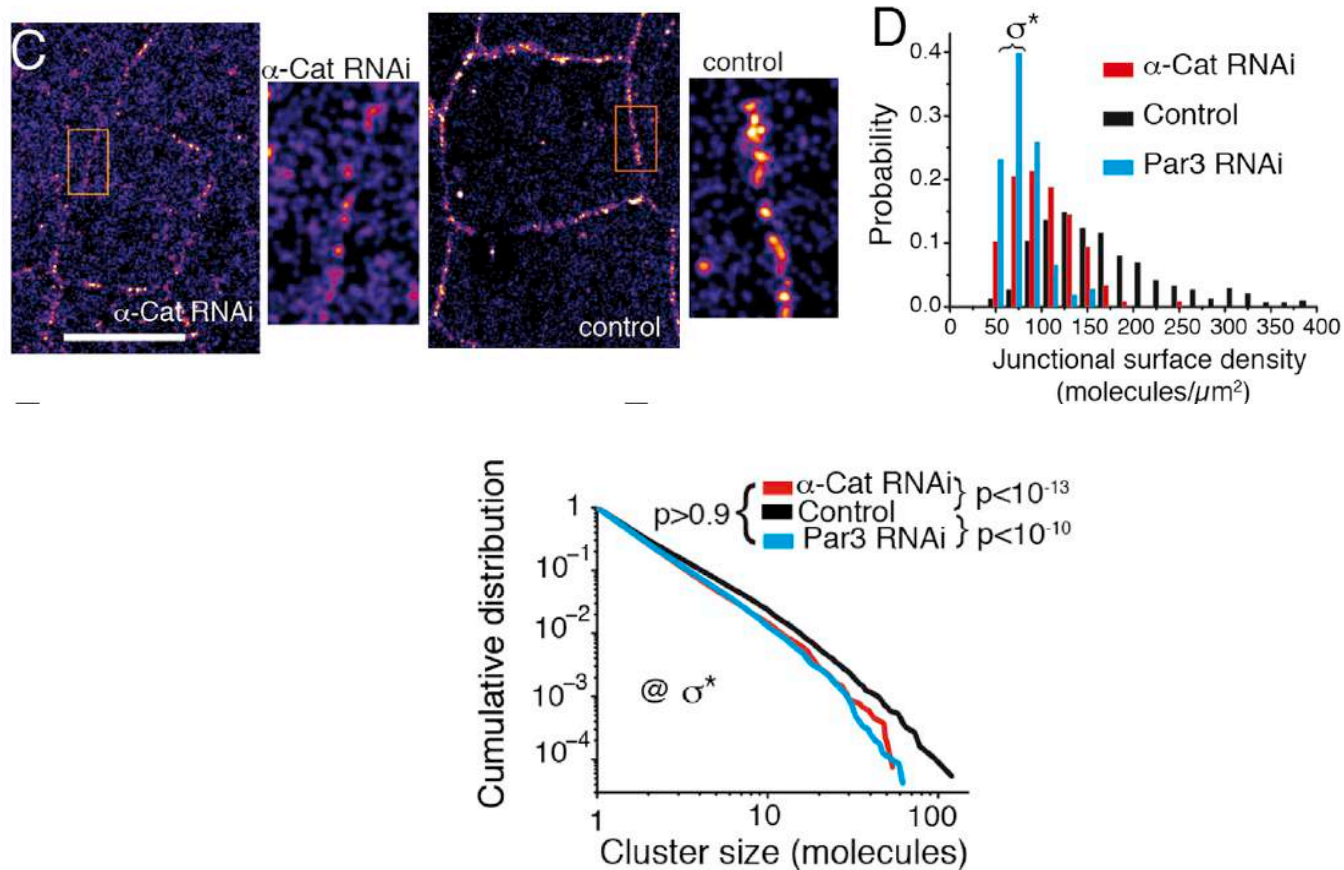 C
α-Cat RNAi
α-Cat RNAi
control
control
D
σ*
α-Cat RNAi
Control
Par3 RNAi
Probability
0.4
0.3
0.2
0.1
0.0
0 50 100 150 200 250 300 350 400
Junctional surface density
(molecules/µm²)
α-Cat RNAi
Control
Par3 RNAi
p>0.9
p<10⁻¹³
p<10⁻¹⁰
Cumulative distribution
1
10⁻¹
10⁻²
10⁻³
10⁻⁴
@ σ*
1 10 100
Cluster size (molecules)